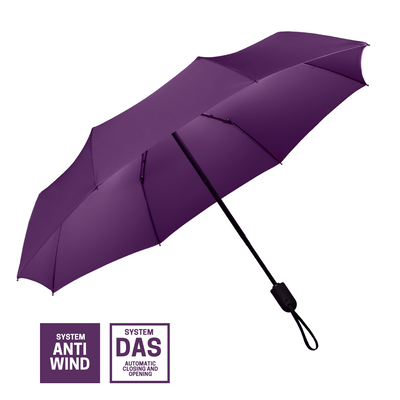 SYSTEM
ANTI
WIND
SYSTEM
DAS
AUTOMATIC
CLOSING AND
OPENING